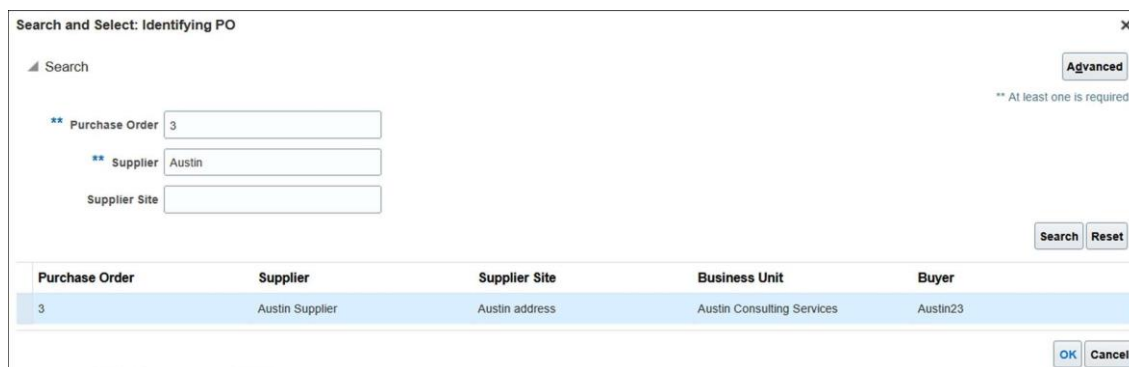 Search and Select: Identifying PO ×
Search Advanced
** At least one is required
** Purchase Order 3
** Supplier Austin
Supplier Site
Search Reset
Purchase Order Supplier Supplier Site Business Unit Buyer
3 Austin Supplier Austin address Austin Consulting Services Austin23
OK Cancel